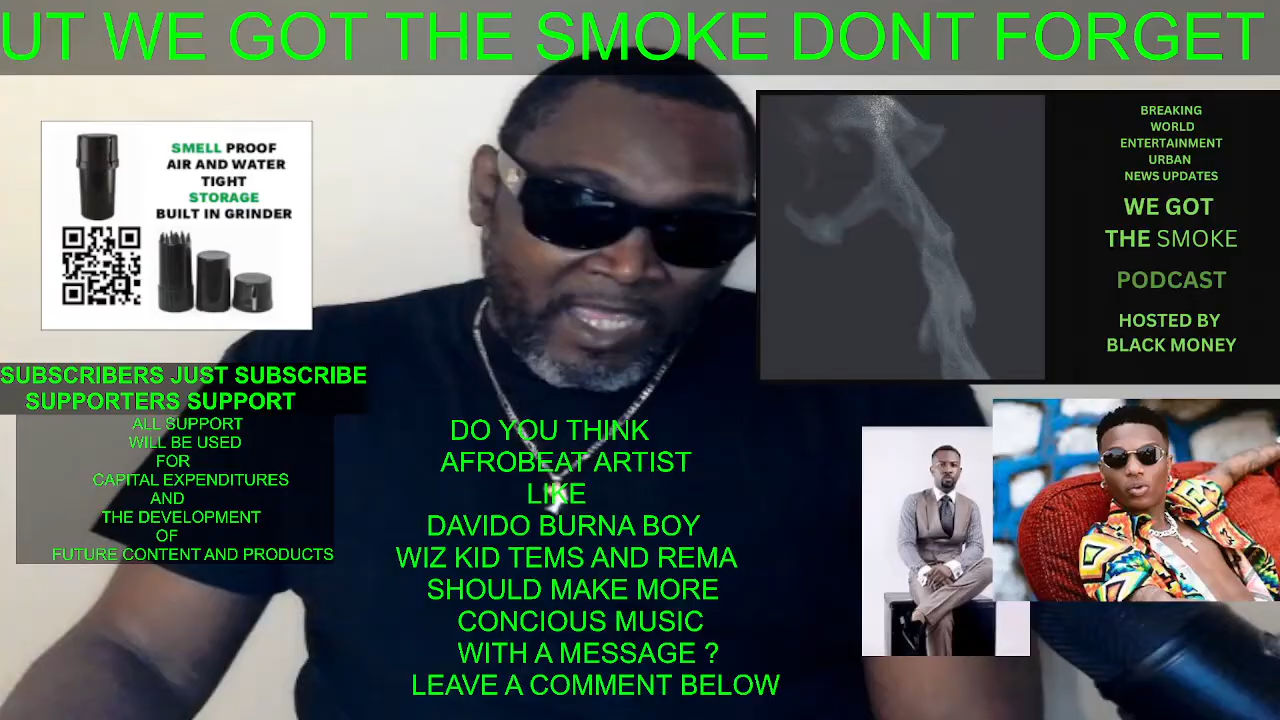 UT WE GOT THE SMOKE DONT FORGET
SMELL PROOF
AIR AND WATER
TIGHT
STORAGE
BUILT IN GRINDER
BREAKING
WORLD
ENTERTAINMENT
URBAN
NEWS UPDATES
WE GOT
THE SMOKE
PODCAST
HOSTED BY
BLACK MONEY
SUBSCRIBERS JUST SUBSCRIBE
SUPPORTERS SUPPORT
ALL SUPPORT
WILL BE USED
FOR
CAPITAL EXPENDITURES
AND
THE DEVELOPMENT
OF
FUTURE CONTENT AND PRODUCTS
DO YOU THINK
AFROBEAT ARTIST
LIKE
DAVIDO BURNA BOY
WIZ KID TEMS AND REMA
SHOULD MAKE MORE
CONCIOUS MUSIC
WITH A MESSAGE ?
LEAVE A COMMENT BELOW